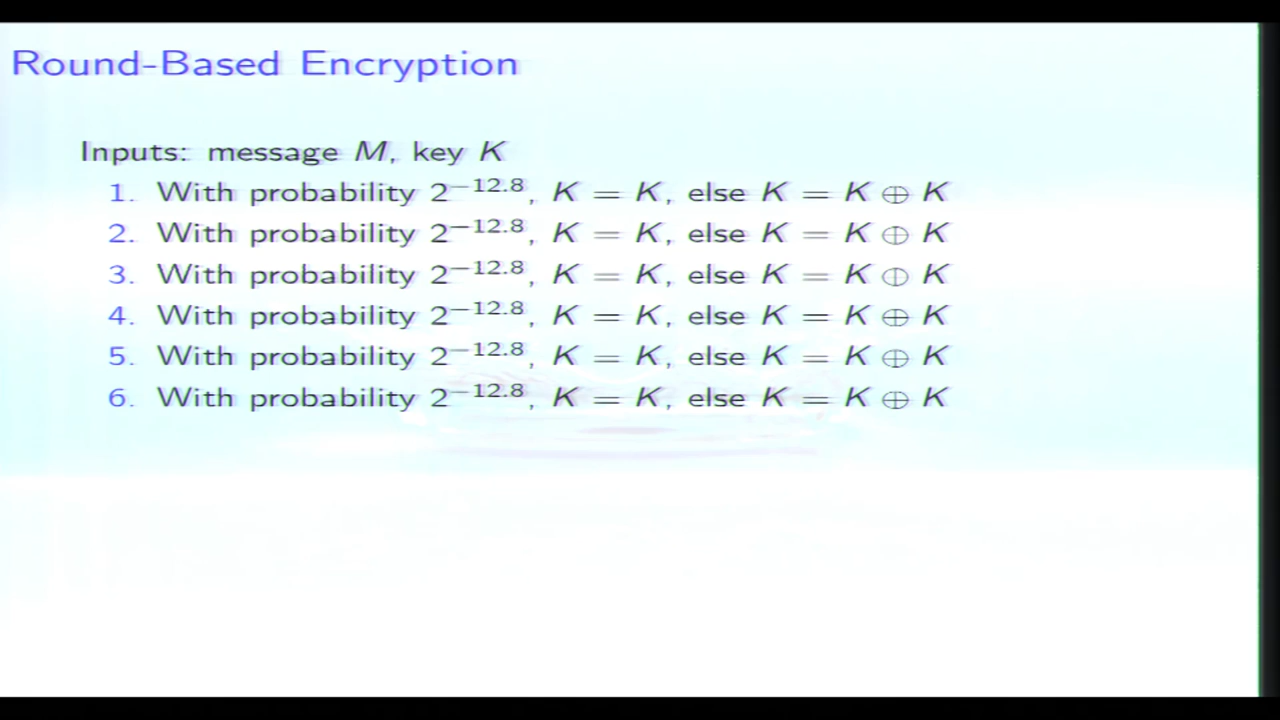 Round-Based Encryption
Inputs: message M, key K
1. With probability 2^−12.8, K = K, else K = K ⊕ K
2. With probability 2^−12.8, K = K, else K = K ⊕ K
3. With probability 2^−12.8, K = K, else K = K ⊕ K
4. With probability 2^−12.8, K = K, else K = K ⊕ K
5. With probability 2^−12.8, K = K, else K = K ⊕ K
6. With probability 2^−12.8, K = K, else K = K ⊕ K